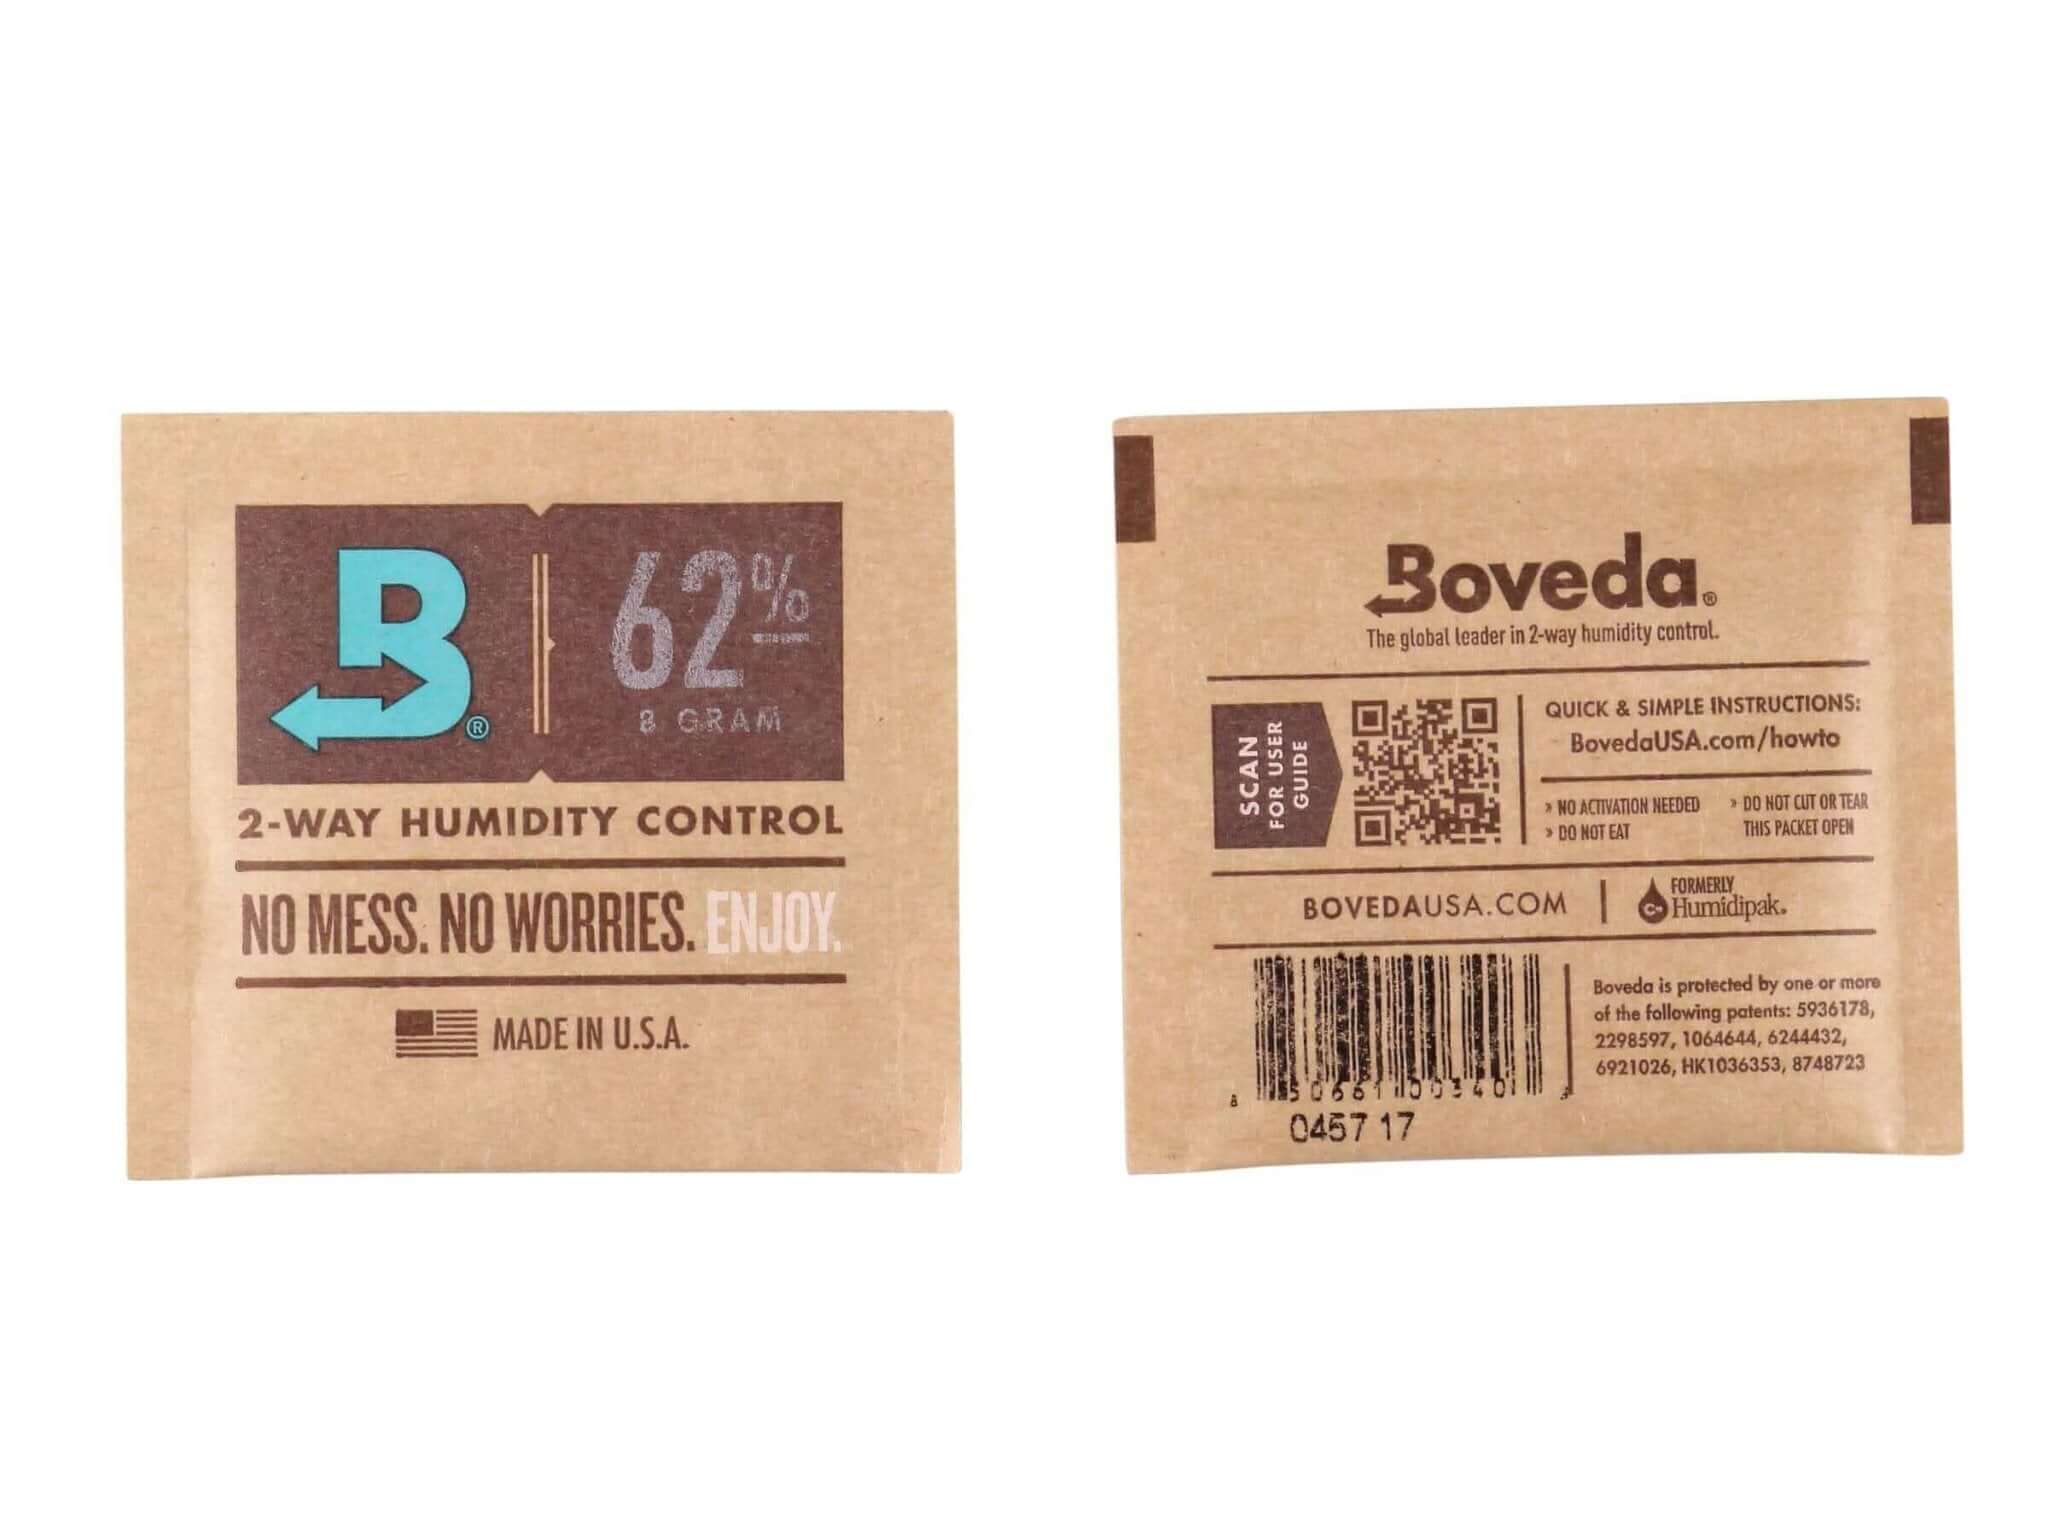 B®
62%
8 GRAM
2-WAY HUMIDITY CONTROL
NO MESS. NO WORRIES. ENJOY.
MADE IN U.S.A.
Boveda®
The global leader in 2-way humidity control.
SCAN
FOR USER
GUIDE
QUICK & SIMPLE INSTRUCTIONS:
BovedaUSA.com/howto
» NO ACTIVATION NEEDED
» DO NOT EAT
» DO NOT CUT OR TEAR
THIS PACKET OPEN
BOVEDAUSA.COM
FORMERLY
Humidipak.
Boveda is protected by one or more
of the following patents: 5936178,
2298597, 1064644, 6244432,
6921026, HK1036353, 8748723
0457 17